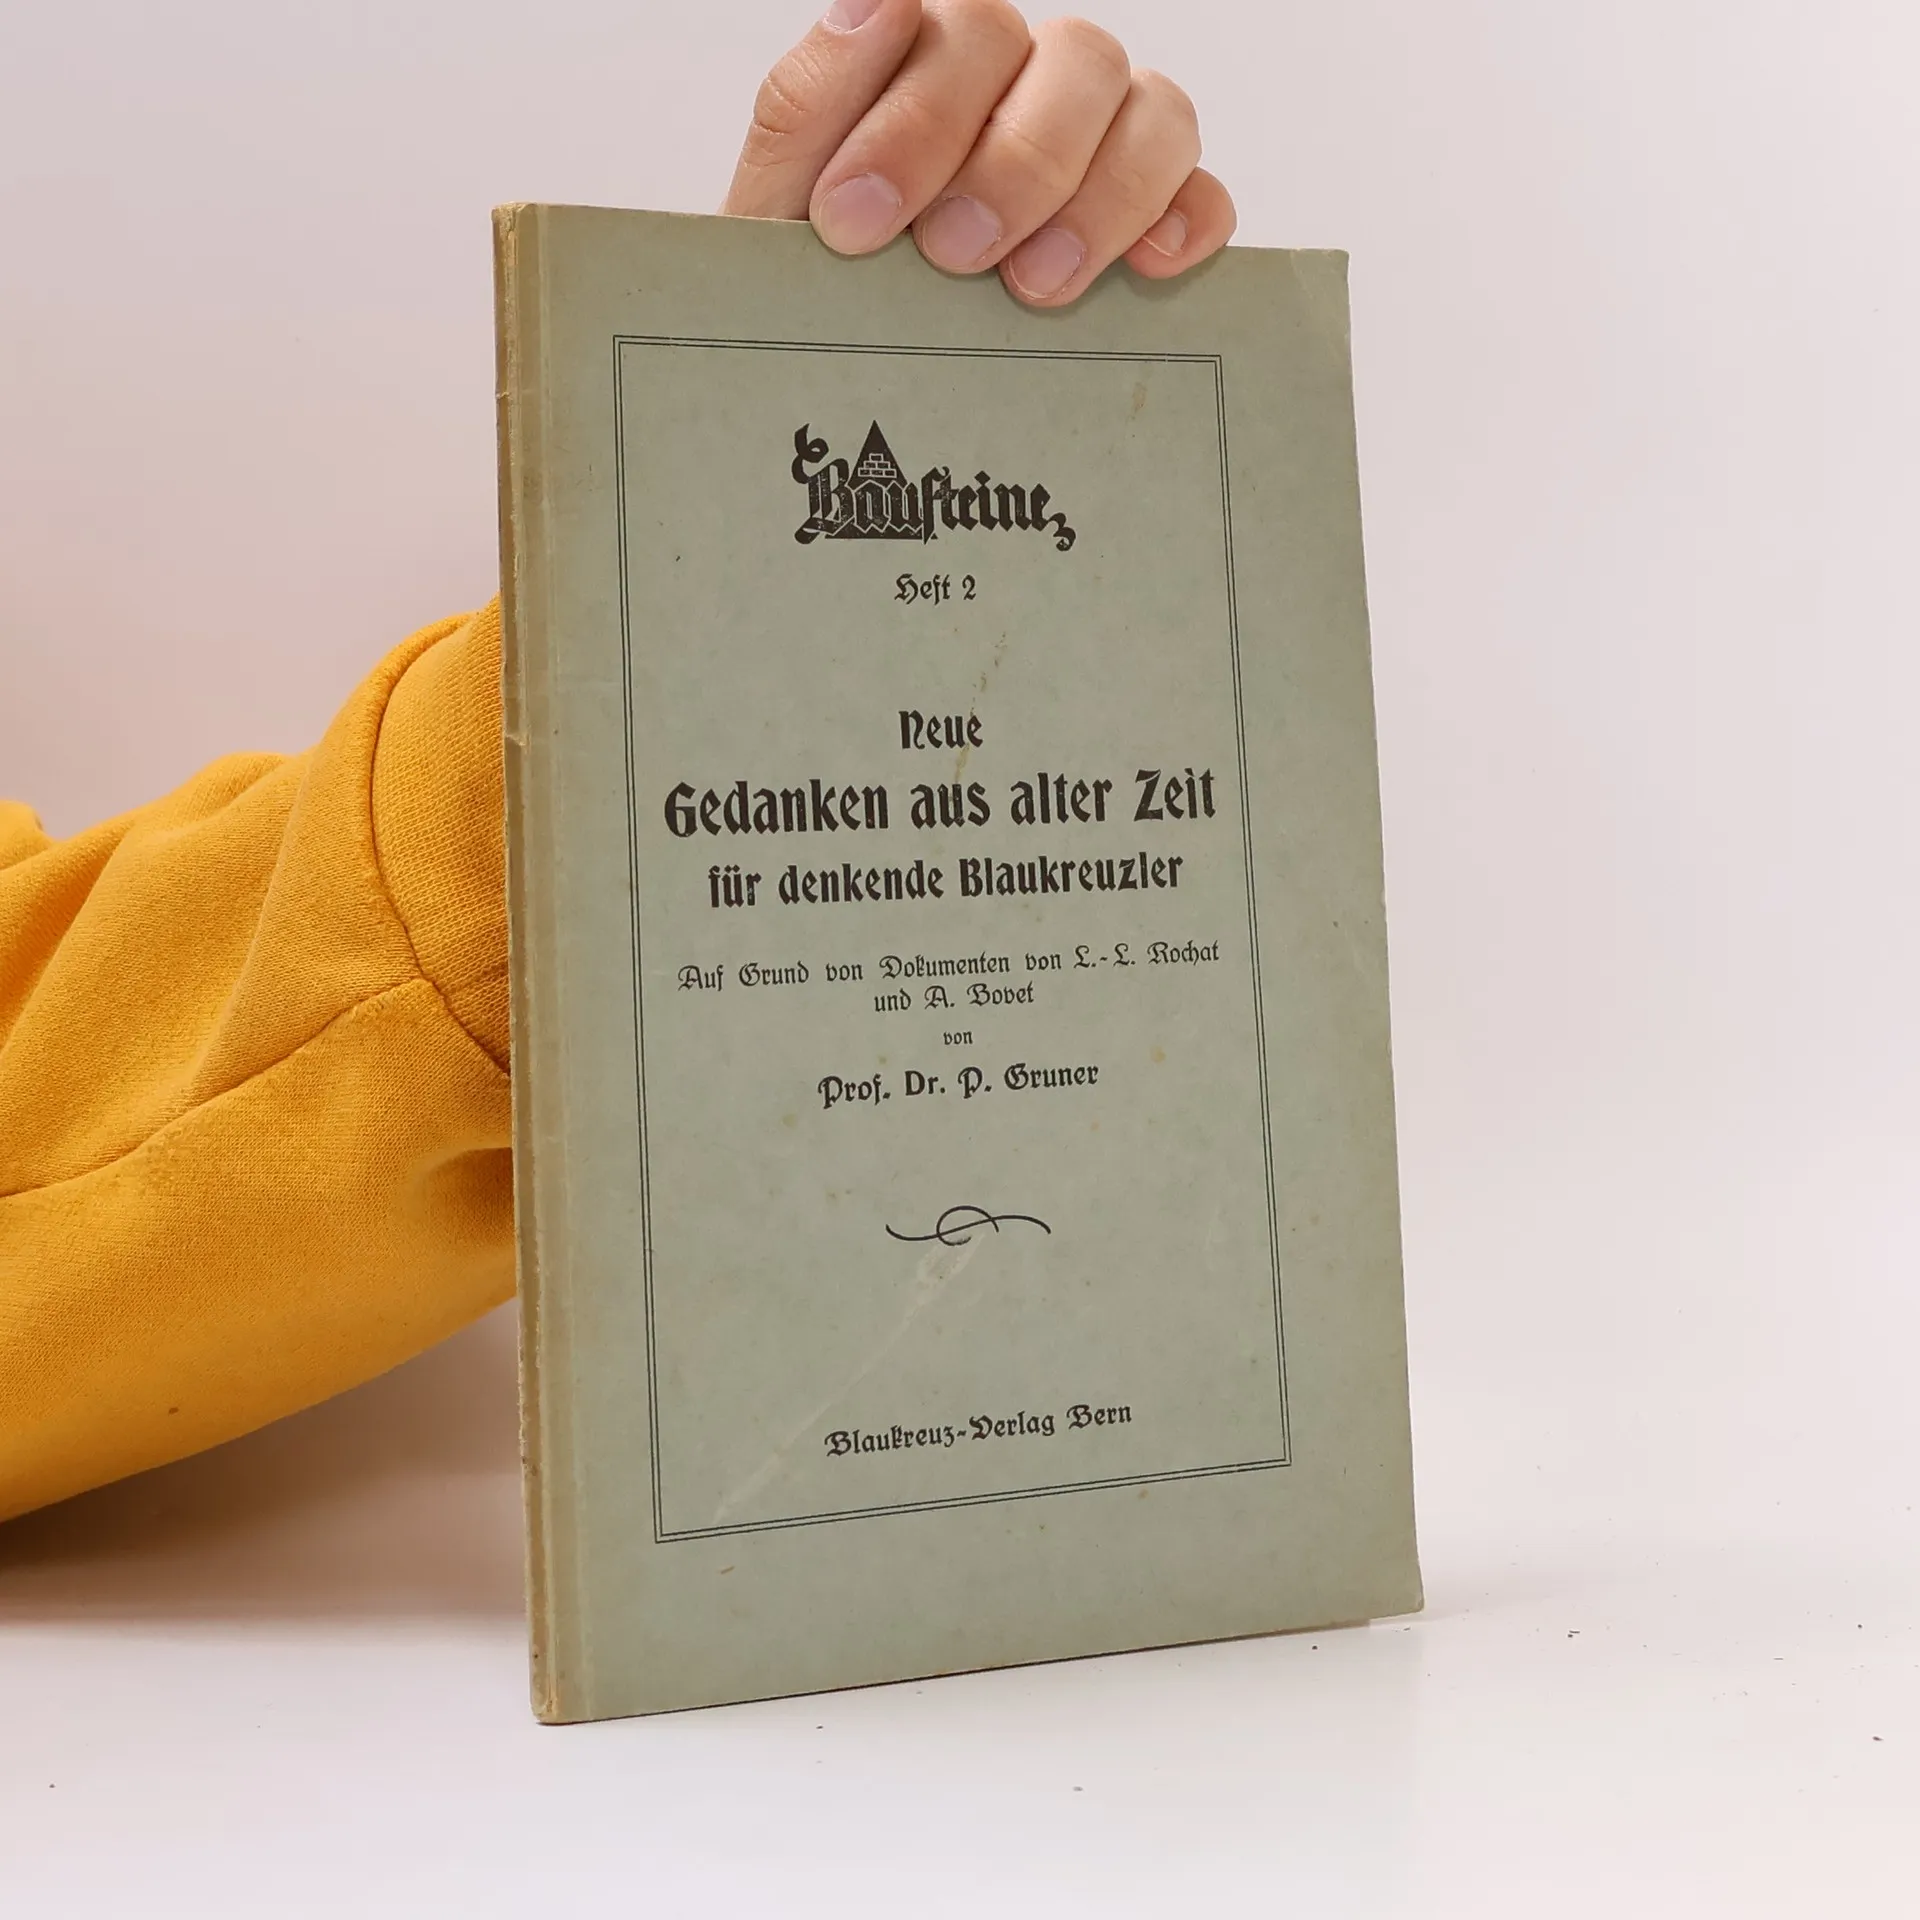 Bausteine
Heft 2
Neue
Gedanken aus alter Zeit
für denkende Blaukreuzler
Auf Grund von Dokumenten von L.-L. Rochat
und A. Bovet
von
Prof. Dr. P. Gruner
Blaukreuz-Verlag Bern